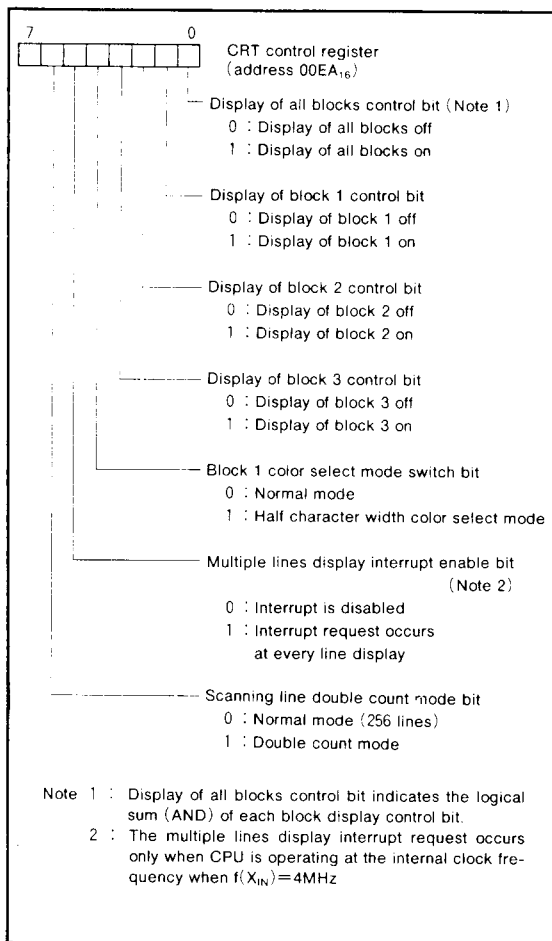 7 0
CRT control register
(address 00EA₁₆)
Display of all blocks control bit (Note 1)
0 : Display of all blocks off
1 : Display of all blocks on
Display of block 1 control bit
0 : Display of block 1 off
1 : Display of block 1 on
Display of block 2 control bit
0 : Display of block 2 off
1 : Display of block 2 on
Display of block 3 control bit
0 : Display of block 3 off
1 : Display of block 3 on
Block 1 color select mode switch bit
0 : Normal mode
1 : Half character width color select mode
Multiple lines display interrupt enable bit
(Note 2)
0 : Interrupt is disabled
1 : Interrupt request occurs
at every line display
Scanning line double count mode bit
0 : Normal mode (256 lines)
1 : Double count mode
Note 1 : Display of all blocks control bit indicates the logical
sum (AND) of each block display control bit.
2 : The multiple lines display interrupt request occurs
only when CPU is operating at the internal clock fre-
quency when f(X_IN)=4MHz